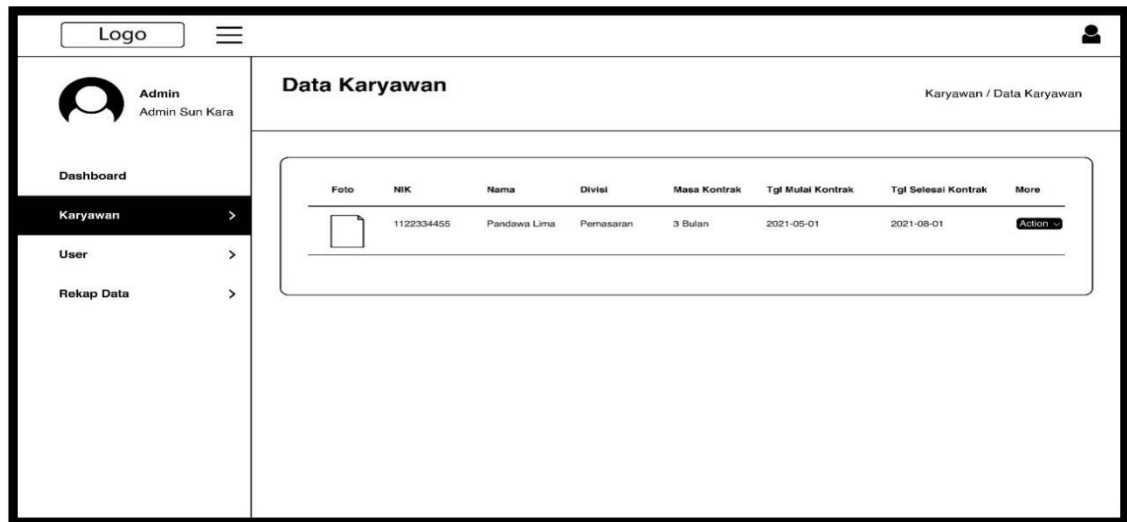 Logo
Admin
Admin Sun Kara
Dashboard
Karyawan
User
Rekap Data
Data Karyawan
Karyawan / Data Karyawan
Foto NIK Nama Divisi Masa Kontrak Tgl Mulai Kontrak Tgl Selesai Kontrak More
1122334455 Pandawa Lima Pemasaran 3 Bulan 2021-05-01 2021-08-01 Action